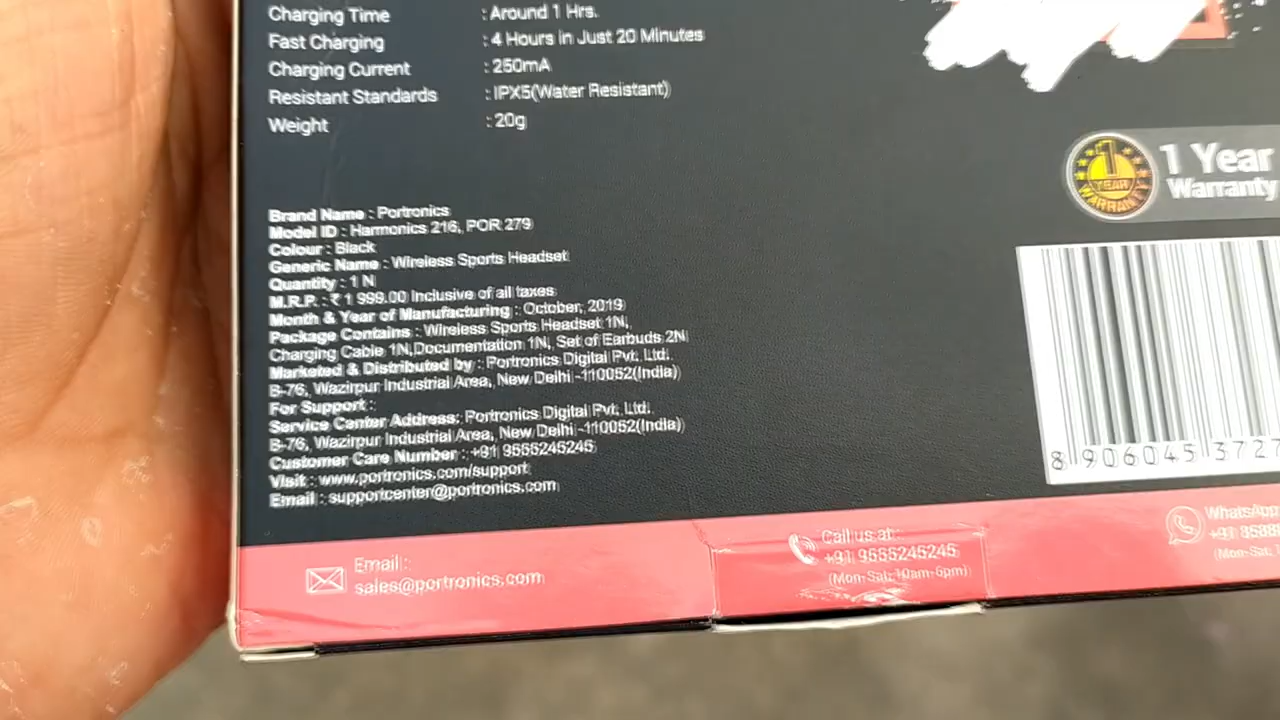 Charging Time : Around 1 Hrs.
Fast Charging : 4 Hours in Just 20 Minutes
Charging Current : 250mA
Resistant Standards : IPX5(Water Resistant)
Weight : 20g
1 YEAR WARRANTY
1 Year
Warranty
Brand Name : Portronics
Model ID : Harmonics 216, POR 279
Colour : Black
Generic Name : Wireless Sports Headset
Quantity : 1 N
M.R.P. : ₹ 1 999.00 Inclusive of all taxes
Month & Year of Manufacturing : October, 2019
Package Contains : Wireless Sports Headset 1N,
Charging Cable 1N,Documentation 1N, Set of Earbuds 2N
Marketed & Distributed by : Portronics Digital Pvt. Ltd.
B-76, Wazirpur Industrial Area, New Delhi -110052(India)
For Support :
Service Center Address: Portronics Digital Pvt. Ltd.
B-76, Wazirpur Industrial Area, New Delhi -110052(India)
Customer Care Number : +91 9555245245
Visit : www.portronics.com/support
Email : supportcenter@portronics.com
8 906045 3727
Email :
sales@portronics.com
Call us at:
+91 9555245245
(Mon-Sat, 10am-6pm)
WhatsApp
+91 8588
(Mon-Sat,